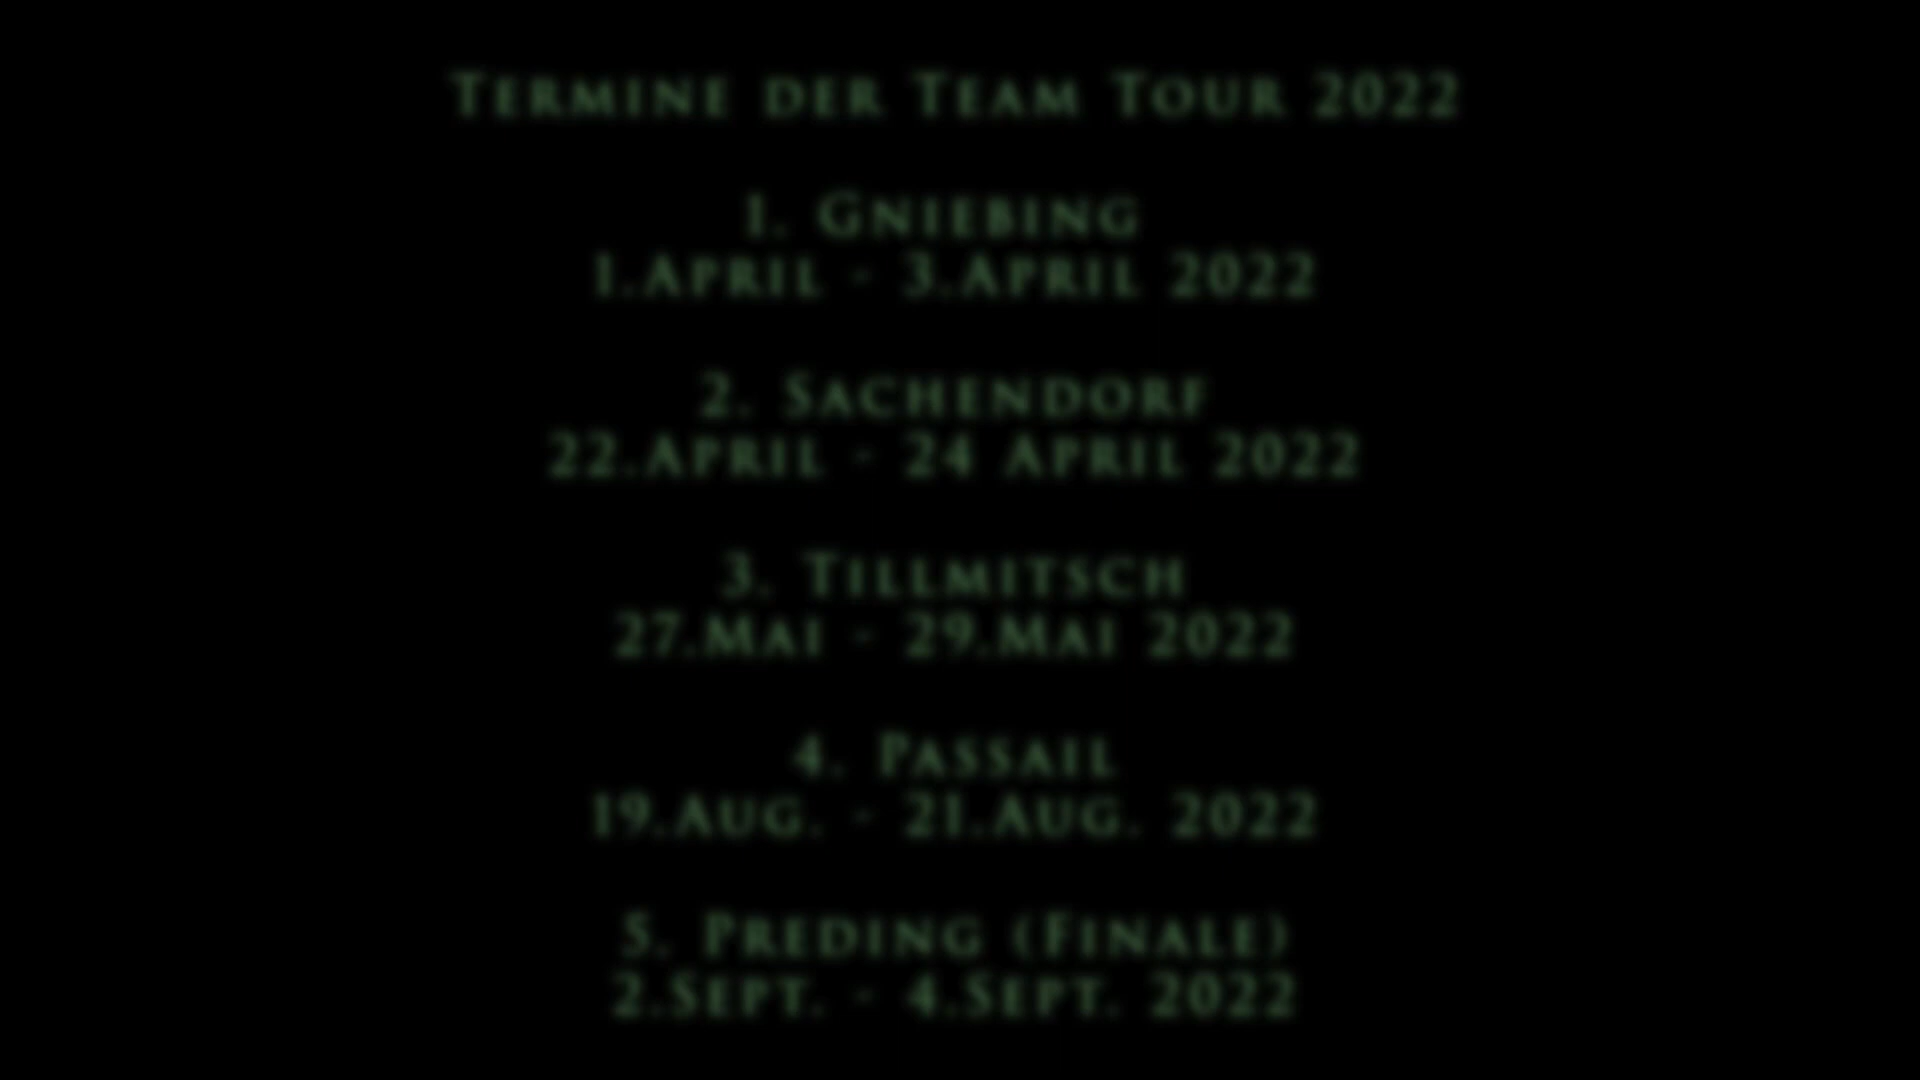 Termine der Team Tour 2022
1. Gniebing
1.April - 3.April 2022
2. Sachendorf
22.April - 24 April 2022
3. Tillmitsch
27.Mai - 29.Mai 2022
4. Passail
19.Aug. - 21.Aug. 2022
5. Preding (Finale)
2.Sept. - 4.Sept. 2022